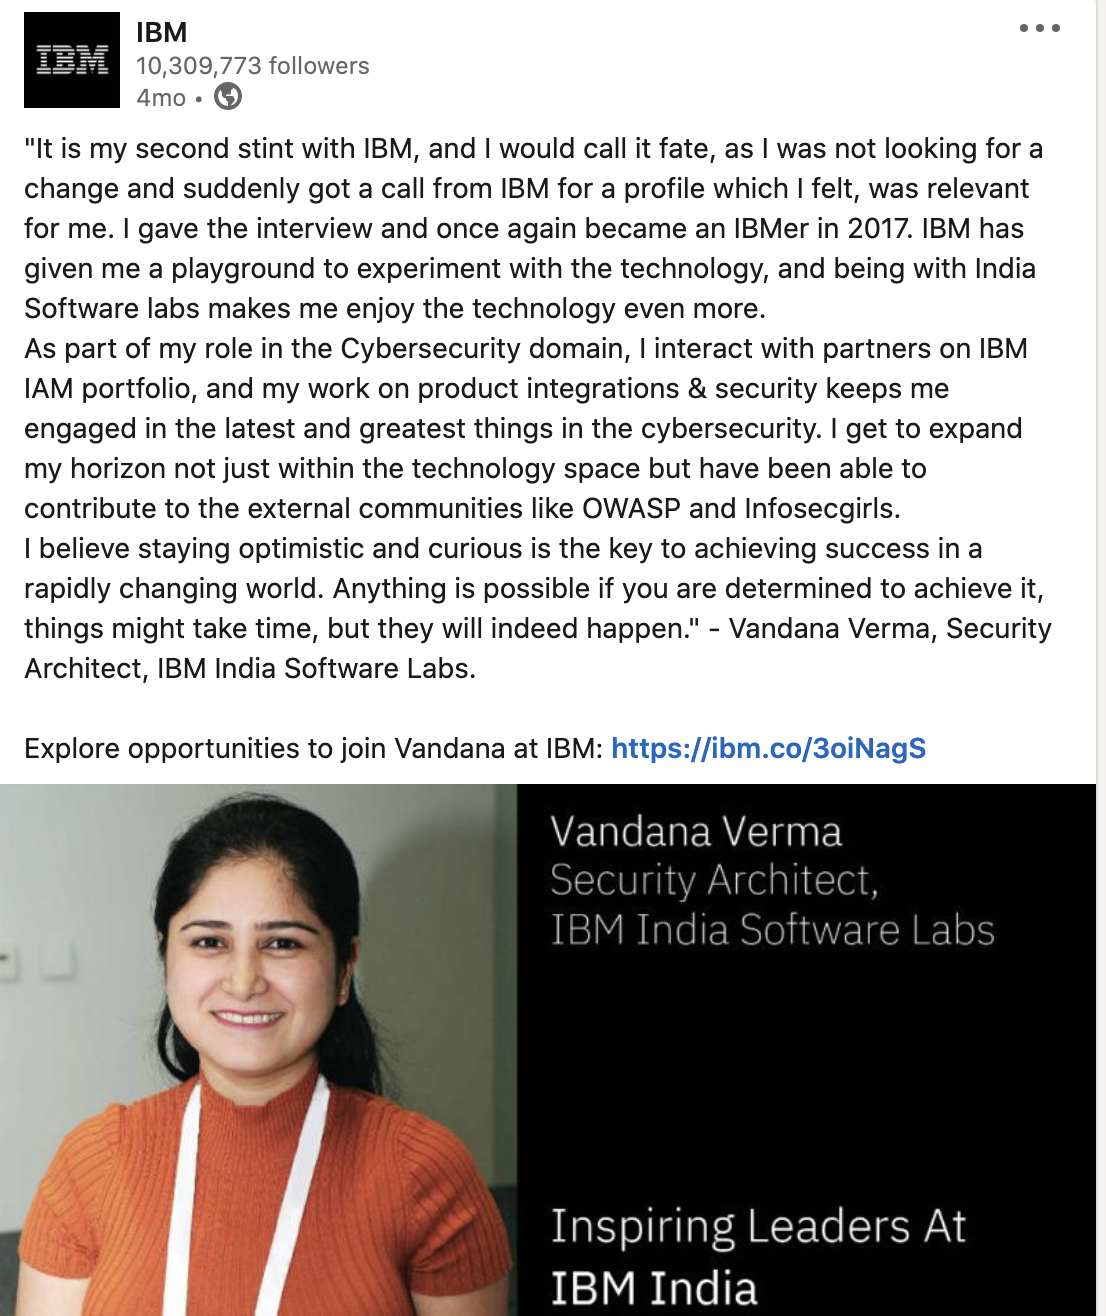 IBM
IBM
10,309,773 followers
4mo •
"It is my second stint with IBM, and I would call it fate, as I was not looking for a
change and suddenly got a call from IBM for a profile which I felt, was relevant
for me. I gave the interview and once again became an IBMer in 2017. IBM has
given me a playground to experiment with the technology, and being with India
Software labs makes me enjoy the technology even more.
As part of my role in the Cybersecurity domain, I interact with partners on IBM
IAM portfolio, and my work on product integrations & security keeps me
engaged in the latest and greatest things in the cybersecurity. I get to expand
my horizon not just within the technology space but have been able to
contribute to the external communities like OWASP and Infosecgirls.
I believe staying optimistic and curious is the key to achieving success in a
rapidly changing world. Anything is possible if you are determined to achieve it,
things might take time, but they will indeed happen." - Vandana Verma, Security
Architect, IBM India Software Labs.
Explore opportunities to join Vandana at IBM: https://ibm.co/3oiNagS
Vandana Verma
Security Architect,
IBM India Software Labs
Inspiring Leaders At
IBM India